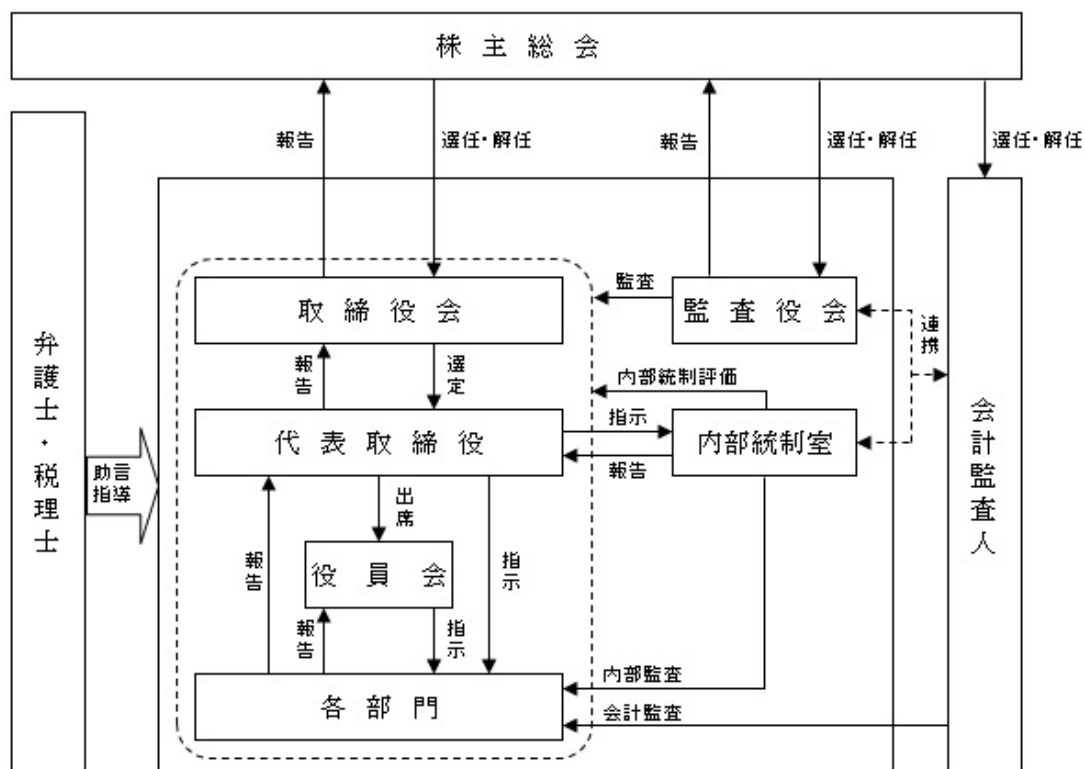 株主総会
報告
選任・解任
報告
選任・解任
選任・解任
取締役会
監査
監査役会
連携
報告
選定
内部統制評価
代表取締役
指示
報告
内部統制室
弁護士・税理士
助言
指導
会計監査人
出席
報告
指示
役員会
報告
指示
内部監査
各部門
会計監査